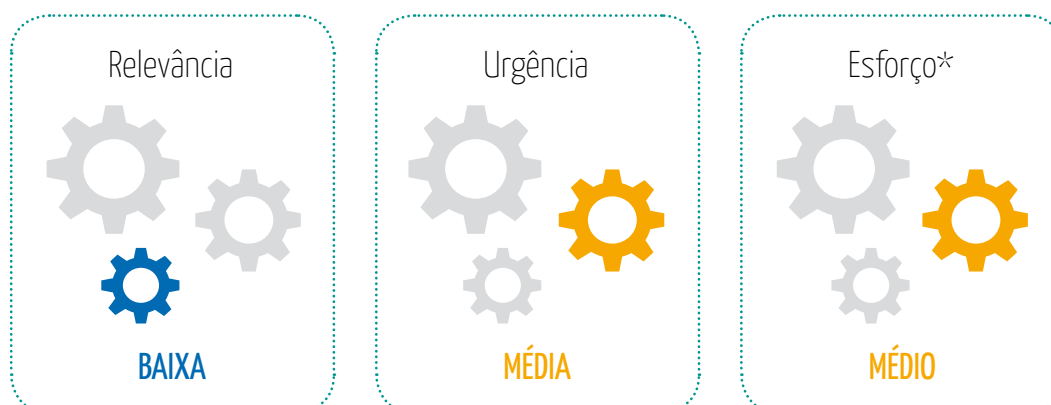 Relevância
Urgência
Esforço*
BAIXA
MÉDIA
MÉDIO